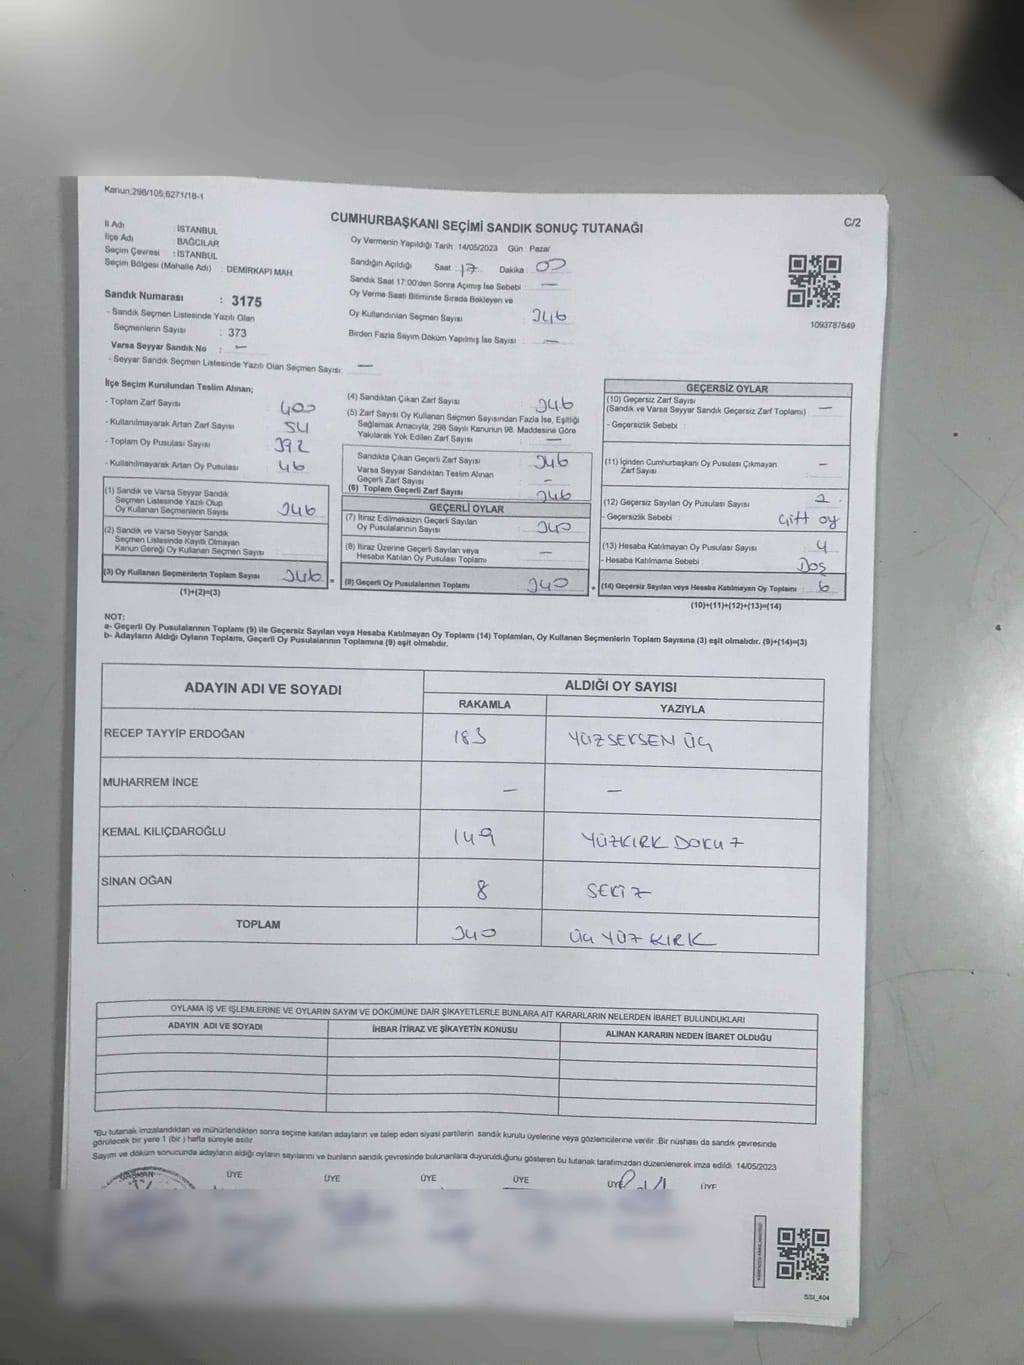 Kanun;298/105;6271/18-1
CUMHURBAŞKANI SEÇİMİ SANDIK SONUÇ TUTANAĞI
C/2
İl Adı : İSTANBUL
İlçe Adı BAĞCILAR
Seçim Çevresi : İSTANBUL
Seçim Bölgesi (Mahalle Adı) : DEMİRKAPI MAH
Sandık Numarası : 3175
- Sandık Seçmen Listesinde Yazılı Olan
Seçmenlerin Sayısı : 373
Varsa Seyyar Sandık No : —
- Seyyar Sandık Seçmen Listesinde Yazılı Olan Seçmen Sayısı: —
Oy Vermenin Yapıldığı Tarih :14/05/2023 Gün : Pazar
Sandığın Açıldığı Saat : 17 Dakika : 00
Sandık Saat 17:00'den Sonra Açılmış İse Sebebi : —
Oy Verme Saati Bitiminde Sırada Bekleyen ve
Oy Kullandırılan Seçmen Sayısı : 346
Birden Fazla Sayım Döküm Yapılmış İse Sayısı : —
1093787649
İlçe Seçim Kurulundan Teslim Alınan;
- Toplam Zarf Sayısı : 400
- Kullanılmayarak Artan Zarf Sayısı : 54
- Toplam Oy Pusulası Sayısı : 392
- Kullanılmayarak Artan Oy Pusulası : 46
(1) Sandık ve Varsa Seyyar Sandık
Seçmen Listesinde Yazılı Olup
Oy Kullanan Seçmenlerin Sayısı : 346
(2) Sandık ve Varsa Seyyar Sandık
Seçmen Listesinde Kayıtlı Olmayan
Kanun Gereği Oy Kullanan Seçmen Sayısı :
(3) Oy Kullanan Seçmenlerin Toplam Sayısı : 346 =
(1)+(2)=(3)
(4) Sandıktan Çıkan Zarf Sayısı : 346
(5) Zarf Sayısı Oy Kullanan Seçmen Sayısından Fazla İse, Eşitliği
Sağlamak Amacıyla, 298 Sayılı Kanunun 98. Maddesine Göre
Yakılarak Yok Edilen Zarf Sayısı : —
Sandıkta Çıkan Geçerli Zarf Sayısı : 346
Varsa Seyyar Sandıktan Teslim Alınan
Geçerli Zarf Sayısı : —
(6) Toplam Geçerli Zarf Sayısı : 346
GEÇERLİ OYLAR
(7) İtiraz Edilmeksizin Geçerli Sayılan
Oy Pusulalarının Sayısı : 340
(8) İtiraz Üzerine Geçerli Sayılan veya
Hesaba Katılan Oy Pusulası Toplamı : —
(9) Geçerli Oy Pusulalarının Toplamı : 340 +
GEÇERSİZ OYLAR
(10) Geçersiz Zarf Sayısı
(Sandık ve Varsa Seyyar Sandık Geçersiz Zarf Toplamı) : —
- Geçersizlik Sebebi :
(11) İçinden Cumhurbaşkanı Oy Pusulası Çıkmayan
Zarf Sayısı : —
(12) Geçersiz Sayılan Oy Pusulası Sayısı : 2
- Geçersizlik Sebebi : Çift oy
(13) Hesaba Katılmayan Oy Pusulası Sayısı : 4
- Hesaba Katılmama Sebebi : Boş
(14) Geçersiz Sayılan veya Hesaba Katılmayan Oy Toplamı : 6
(10)+(11)+(12)+(13)=(14)
NOT:
a- Geçerli Oy Pusulalarının Toplamı (9) ile Geçersiz Sayılan veya Hesaba Katılmayan Oy Toplamı (14) Toplamları, Oy Kullanan Seçmenlerin Toplam Sayısına (3) eşit olmalıdır. (9)+(14)=(3)
b- Adayların Aldığı Oyların Toplamı, Geçerli Oy Pusulalarının Toplamına (9) eşit olmalıdır.
ADAYIN ADI VE SOYADI ALDIĞI OY SAYISI
RAKAMLA YAZIYLA
RECEP TAYYİP ERDOĞAN 183 YÜZSEKSEN ÜÇ
MUHARREM İNCE — —
KEMAL KILIÇDAROĞLU 149 YÜZKIRK DOKUZ
SİNAN OĞAN 8 SEKİZ
TOPLAM 340 ÜÇ YÜZ KIRK
OYLAMA İŞ VE İŞLEMLERİNE VE OYLARIN SAYIM VE DÖKÜMÜNE DAİR ŞİKAYETLERLE BUNLARA AİT KARARLARIN NELERDEN İBARET BULUNDUKLARI
ADAYIN ADI VE SOYADI İHBAR İTİRAZ VE ŞİKAYETİN KONUSU ALINAN KARARIN NEDEN İBARET OLDUĞU
*Bu tutanak imzalandıktan ve mühürlendikten sonra seçime katılan adayların ve talep eden siyasi partilerin sandık kurulu üyelerine veya gözlemcilerine verilir. Bir nüshası da sandık çevresinde
görülecek bir yere 1 (bir ) hafta süreyle asılır.
Sayım ve döküm sonucunda adayların aldığı oyların sayılarını ve bunların sandık çevresinde bulunanlara duyurulduğunu gösteren bu tutanak tarafımızdan düzenlenerek imza edildi. 14/05/2023
ÜYE ÜYE ÜYE ÜYE ÜYE ÜYE